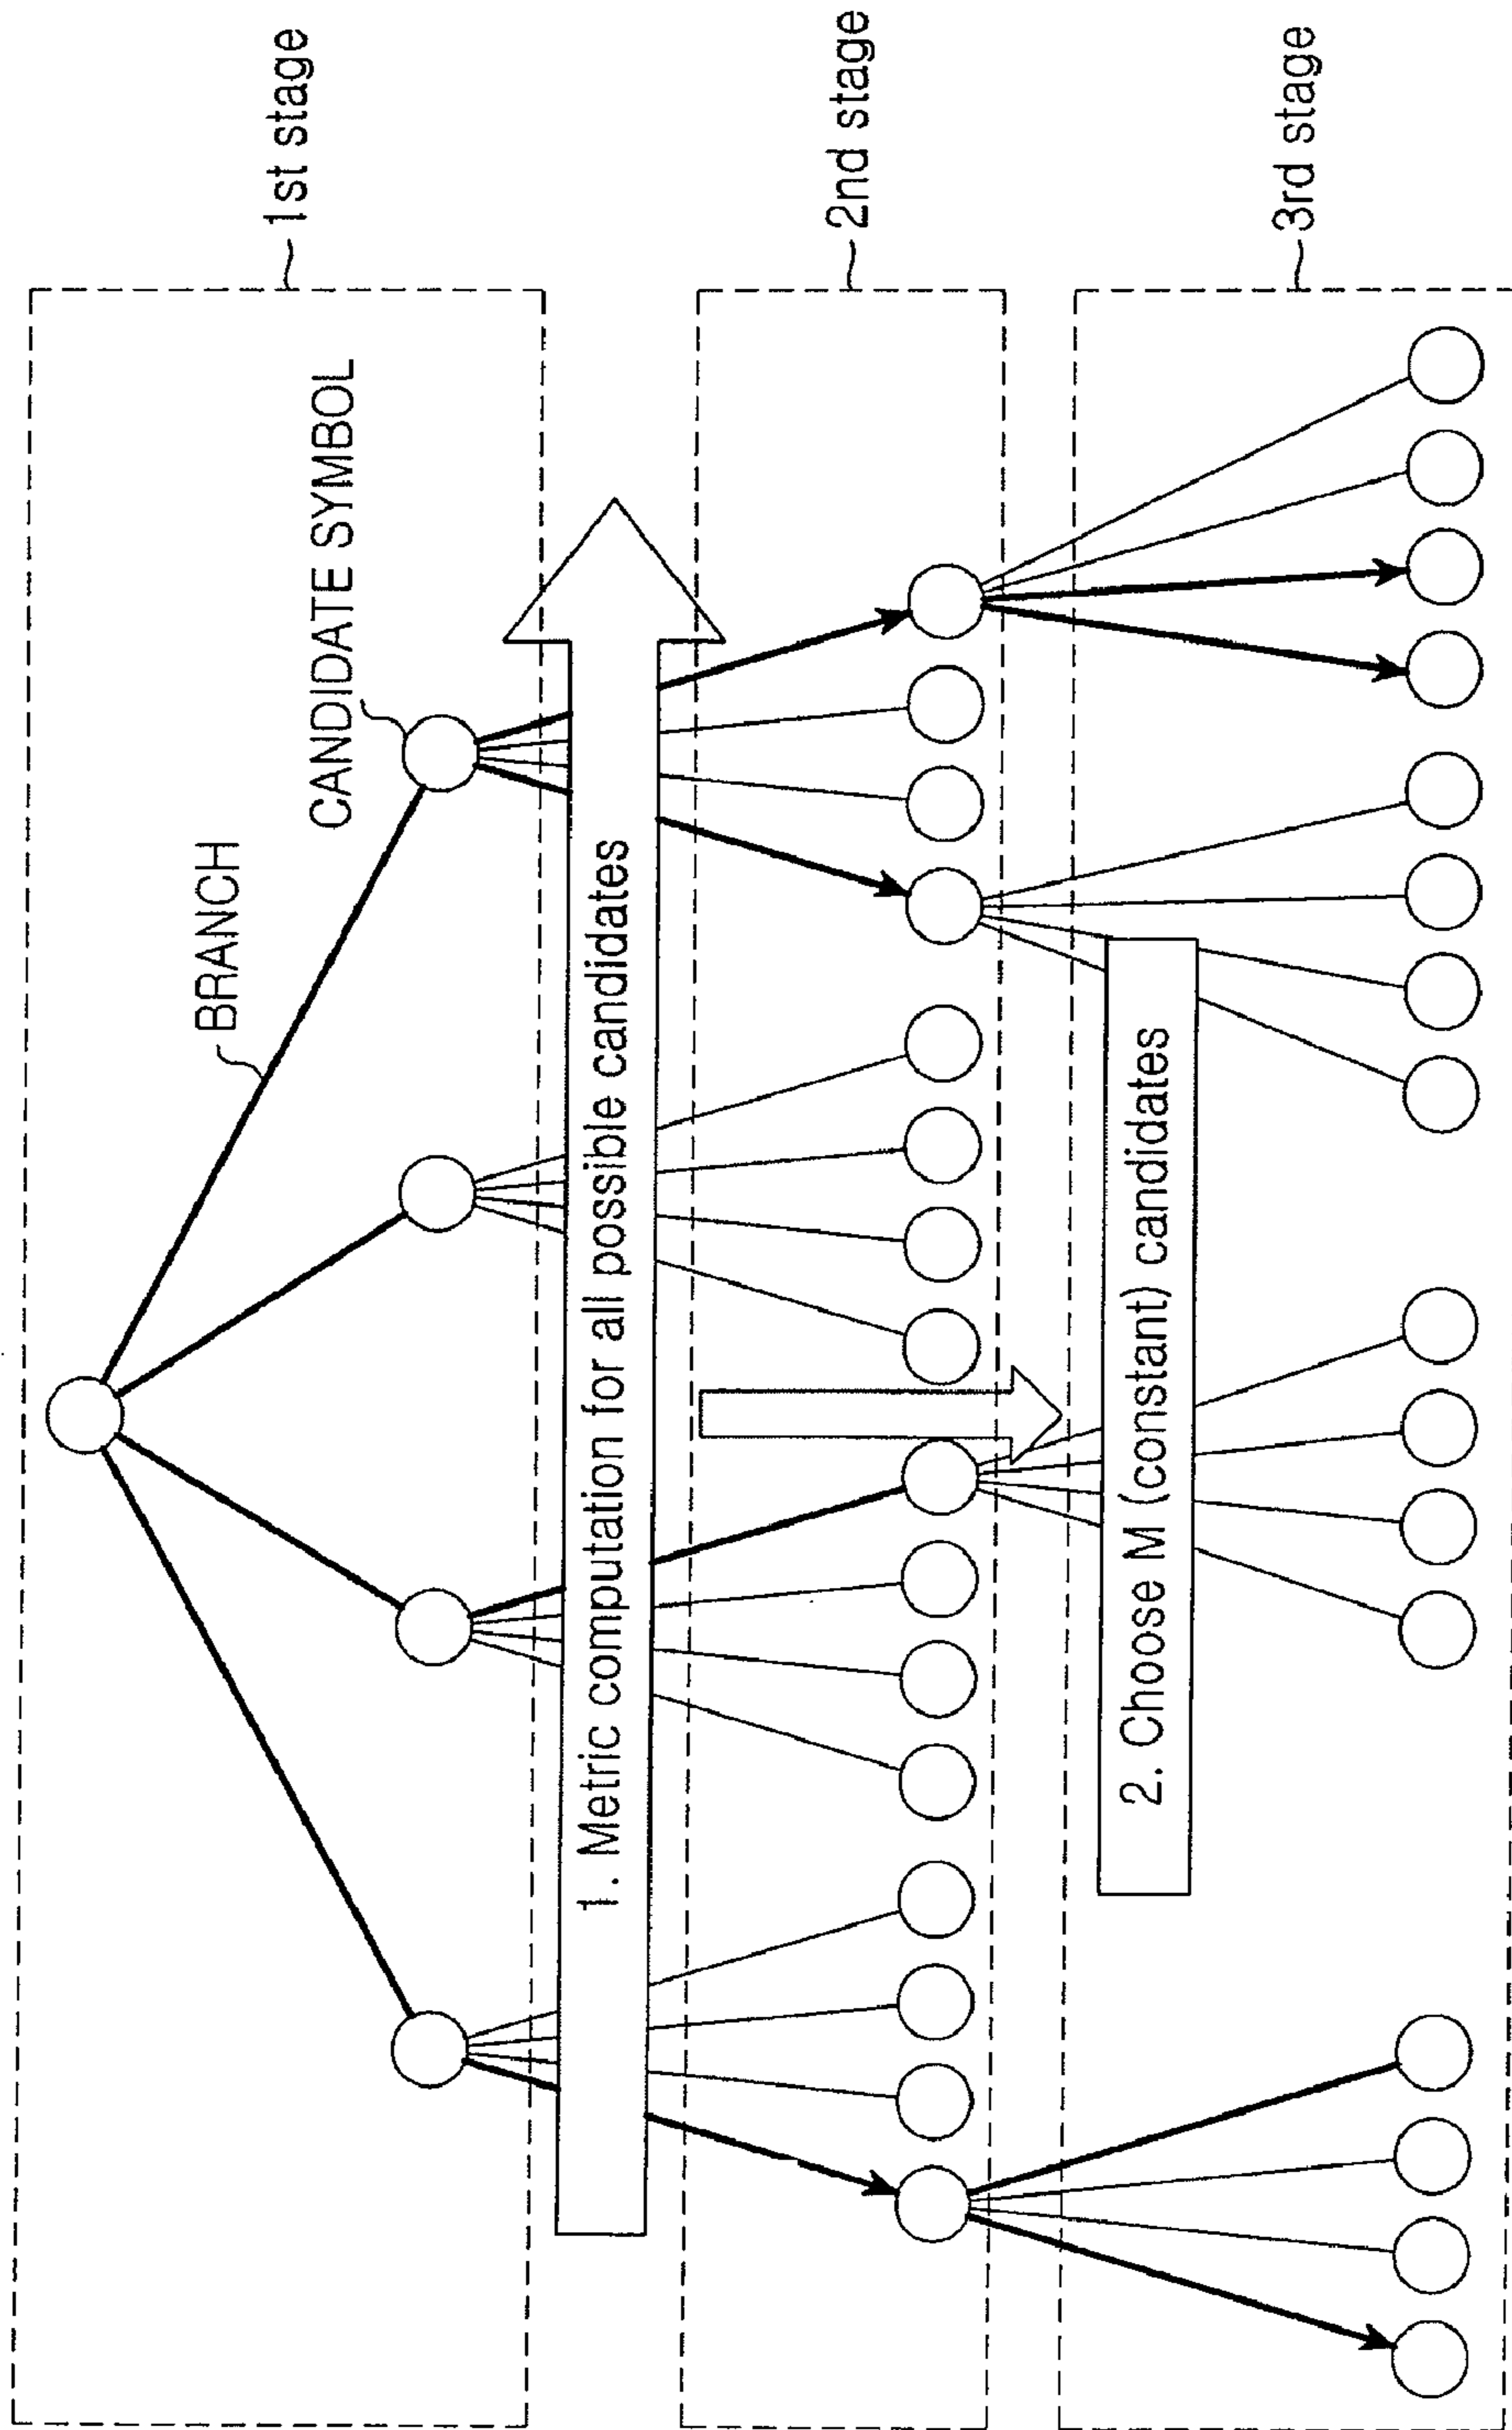 1st stage
BRANCH
CANDIDATE SYMBOL
1. Metric computation for all possible candidates
2nd stage
2. Choose M (constant) candidates
3rd stage